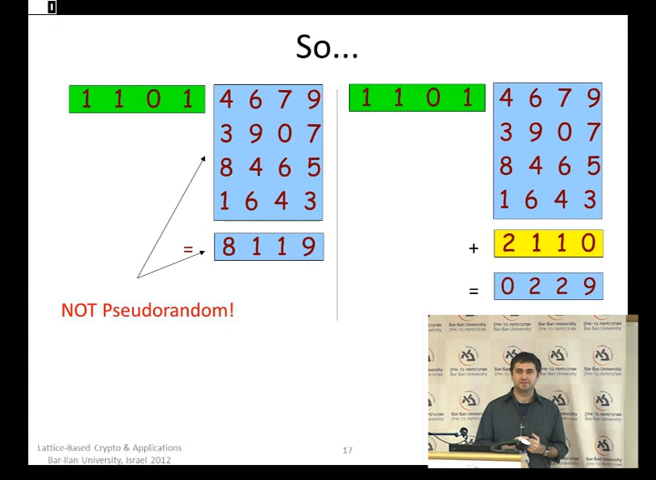 So...
1 1 0 1
4 6 7 9
3 9 0 7
8 4 6 5
1 6 4 3
= 8 1 1 9
NOT Pseudorandom!
1 1 0 1
4 6 7 9
3 9 0 7
8 4 6 5
1 6 4 3
+ 2 1 1 0
= 0 2 2 9
Bar-Ilan University
Lattice-Based Crypto & Applications
Bar-Ilan University, Israel 2012
17